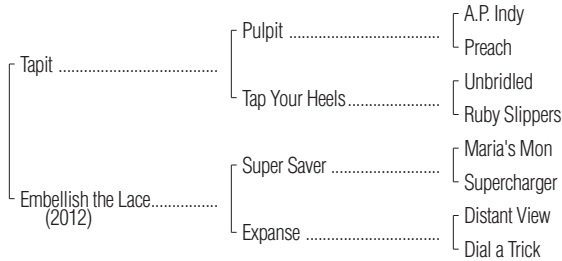 A.P. Indy
Pulpit
Preach
Tapit
Unbridled
Tap Your Heels
Ruby Slippers
Maria's Mon
Super Saver
Supercharger
Embellish the Lace
(2012)
Distant View
Expanse
Dial a Trick